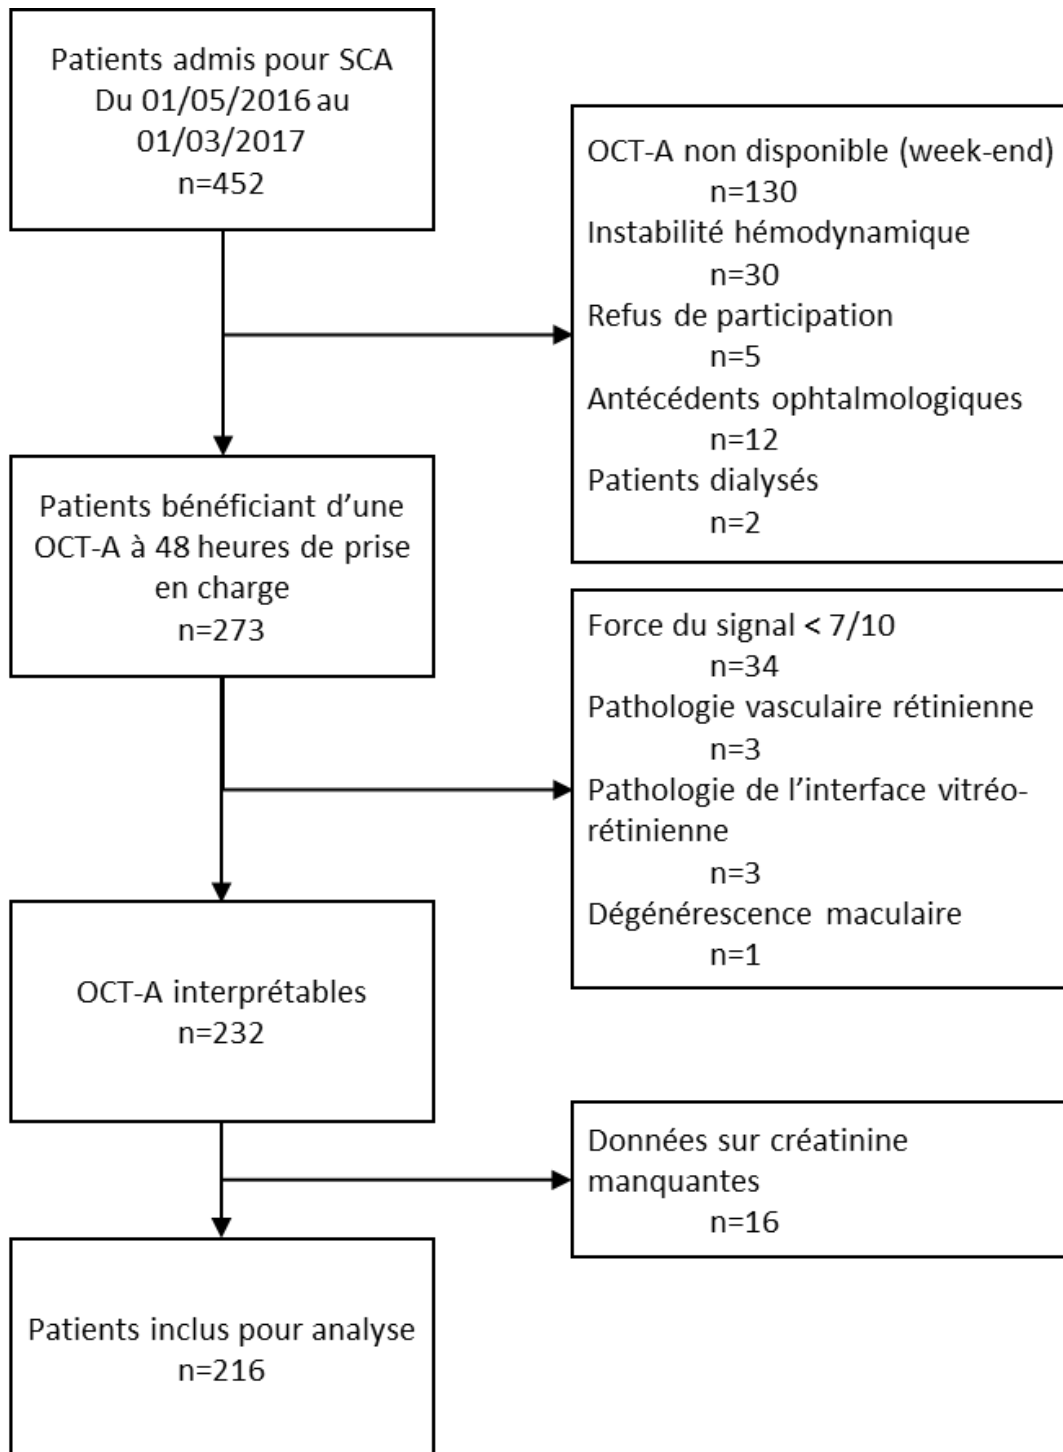 Patients admis pour SCA
Du 01/05/2016 au
01/03/2017
n=452
OCT-A non disponible (week-end)
n=130
Instabilité hémodynamique
n=30
Refus de participation
n=5
Antécédents ophtalmologiques
n=12
Patients dialysés
n=2
Patients bénéficiant d’une
OCT-A à 48 heures de prise
en charge
n=273
Force du signal < 7/10
n=34
Pathologie vasculaire rétinienne
n=3
Pathologie de l’interface vitréo-
rétinienne
n=3
Dégénérescence maculaire
n=1
OCT-A interprétables
n=232
Données sur créatinine
manquantes
n=16
Patients inclus pour analyse
n=216